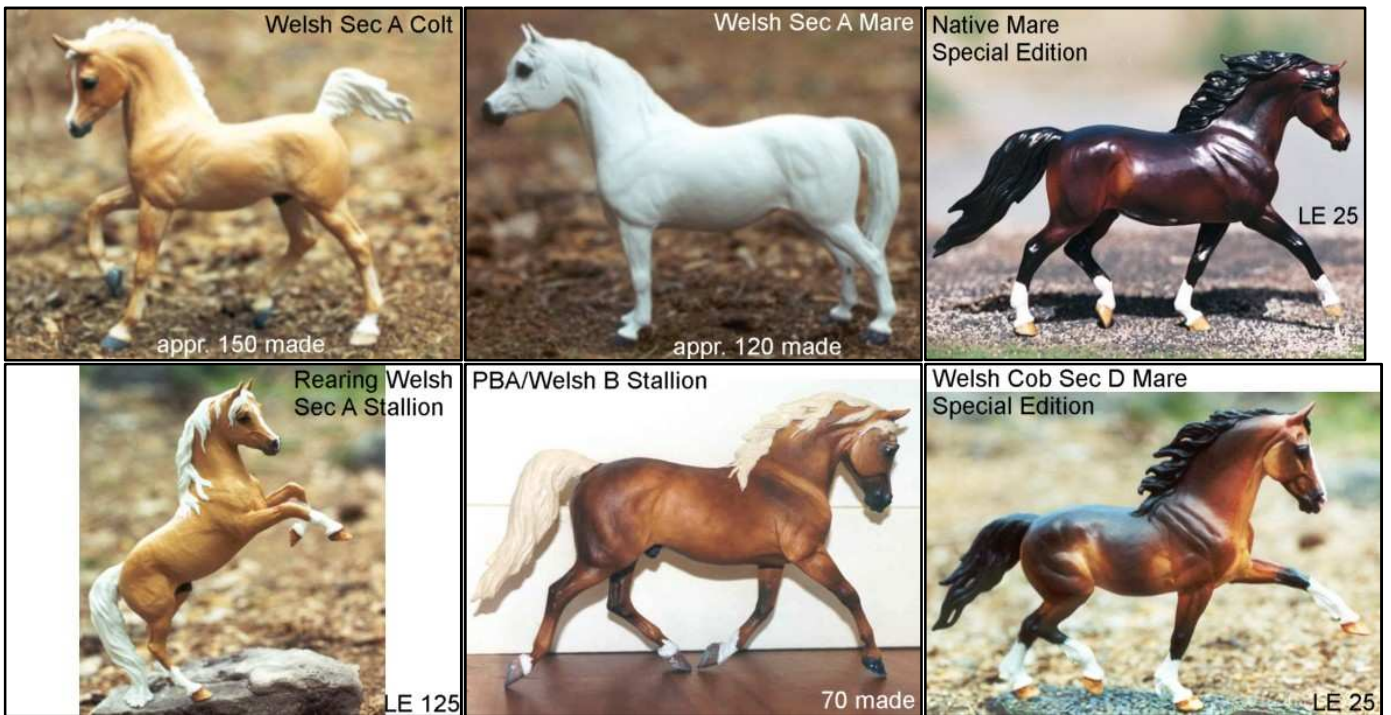 Welsh Sec A Colt
appr. 150 made
Welsh Sec A Mare
appr. 120 made
Native Mare
Special Edition
LE 25
Rearing Welsh
Sec A Stallion
LE 125
PBA/Welsh B Stallion
70 made
Welsh Cob Sec D Mare
Special Edition
LE 25